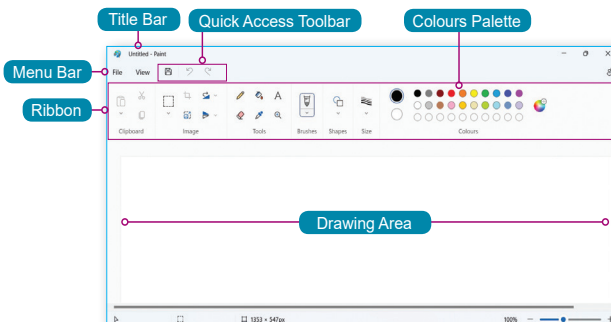 Title Bar
Quick Access Toolbar
Colours Palette
Untitled - Paint
Menu Bar
File View
Ribbon
A
Clipboard Image Tools Brushes Shapes Size Colours
Drawing Area
1353 × 547px 100%